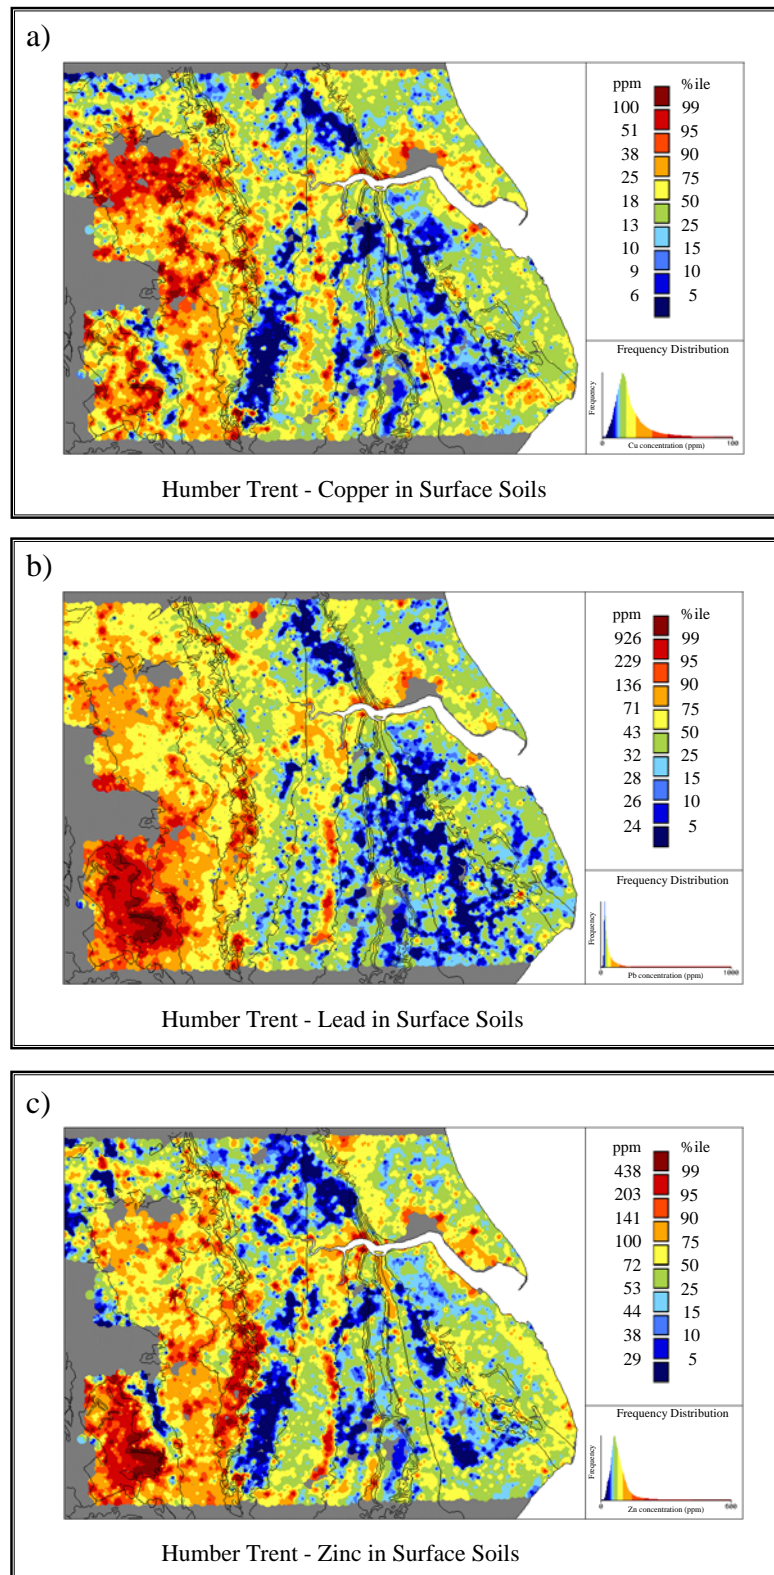 a)
ppm %ile
100 99
51 95
38 90
25 75
18 50
13 25
10 15
9 10
6 5
Frequency Distribution
Frequency
0 100
Cu concentration (ppm)
Humber Trent - Copper in Surface Soils
b)
ppm %ile
926 99
229 95
136 90
71 75
43 50
32 25
28 15
26 10
24 5
Frequency Distribution
Frequency
0 1000
Pb concentration (ppm)
Humber Trent - Lead in Surface Soils
c)
ppm %ile
438 99
203 95
141 90
100 75
72 50
53 25
44 15
38 10
29 5
Frequency Distribution
Frequency
0 500
Zn concentration (ppm)
Humber Trent - Zinc in Surface Soils